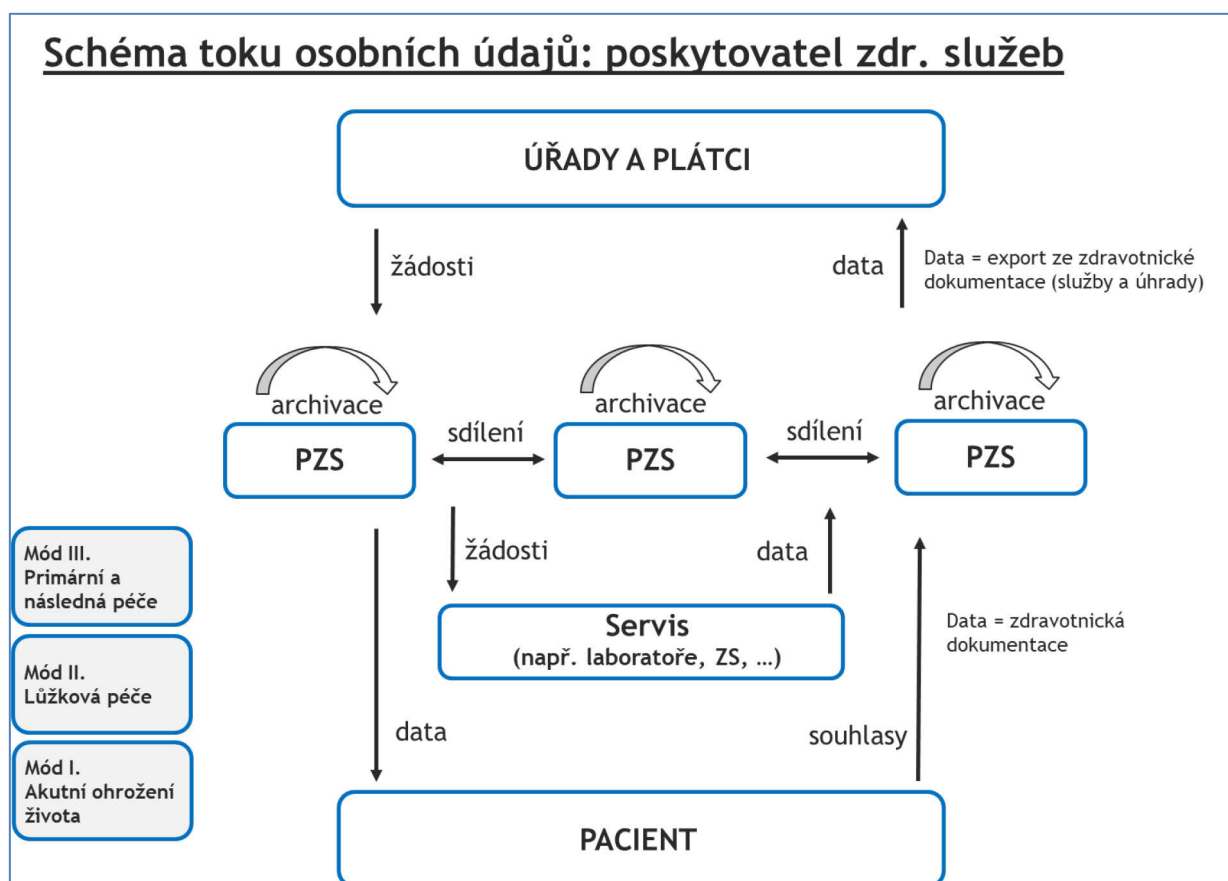 Schéma toku osobních údajů: poskytovatel zdr. služeb
ÚŘADY A PLÁTCI
žádosti
data
Data = export ze zdravotnické
dokumentace (služby a úhrady)
archivace
archivace
archivace
PZS
sdílení
PZS
sdílení
PZS
žádosti
data
Mód III.
Primární a
následná péče
Servis
(např. laboratoře, ZS, …)
Data = zdravotnická
dokumentace
Mód II.
Lůžková péče
data
souhlasy
Mód I.
Akutní ohrožení
života
PACIENT